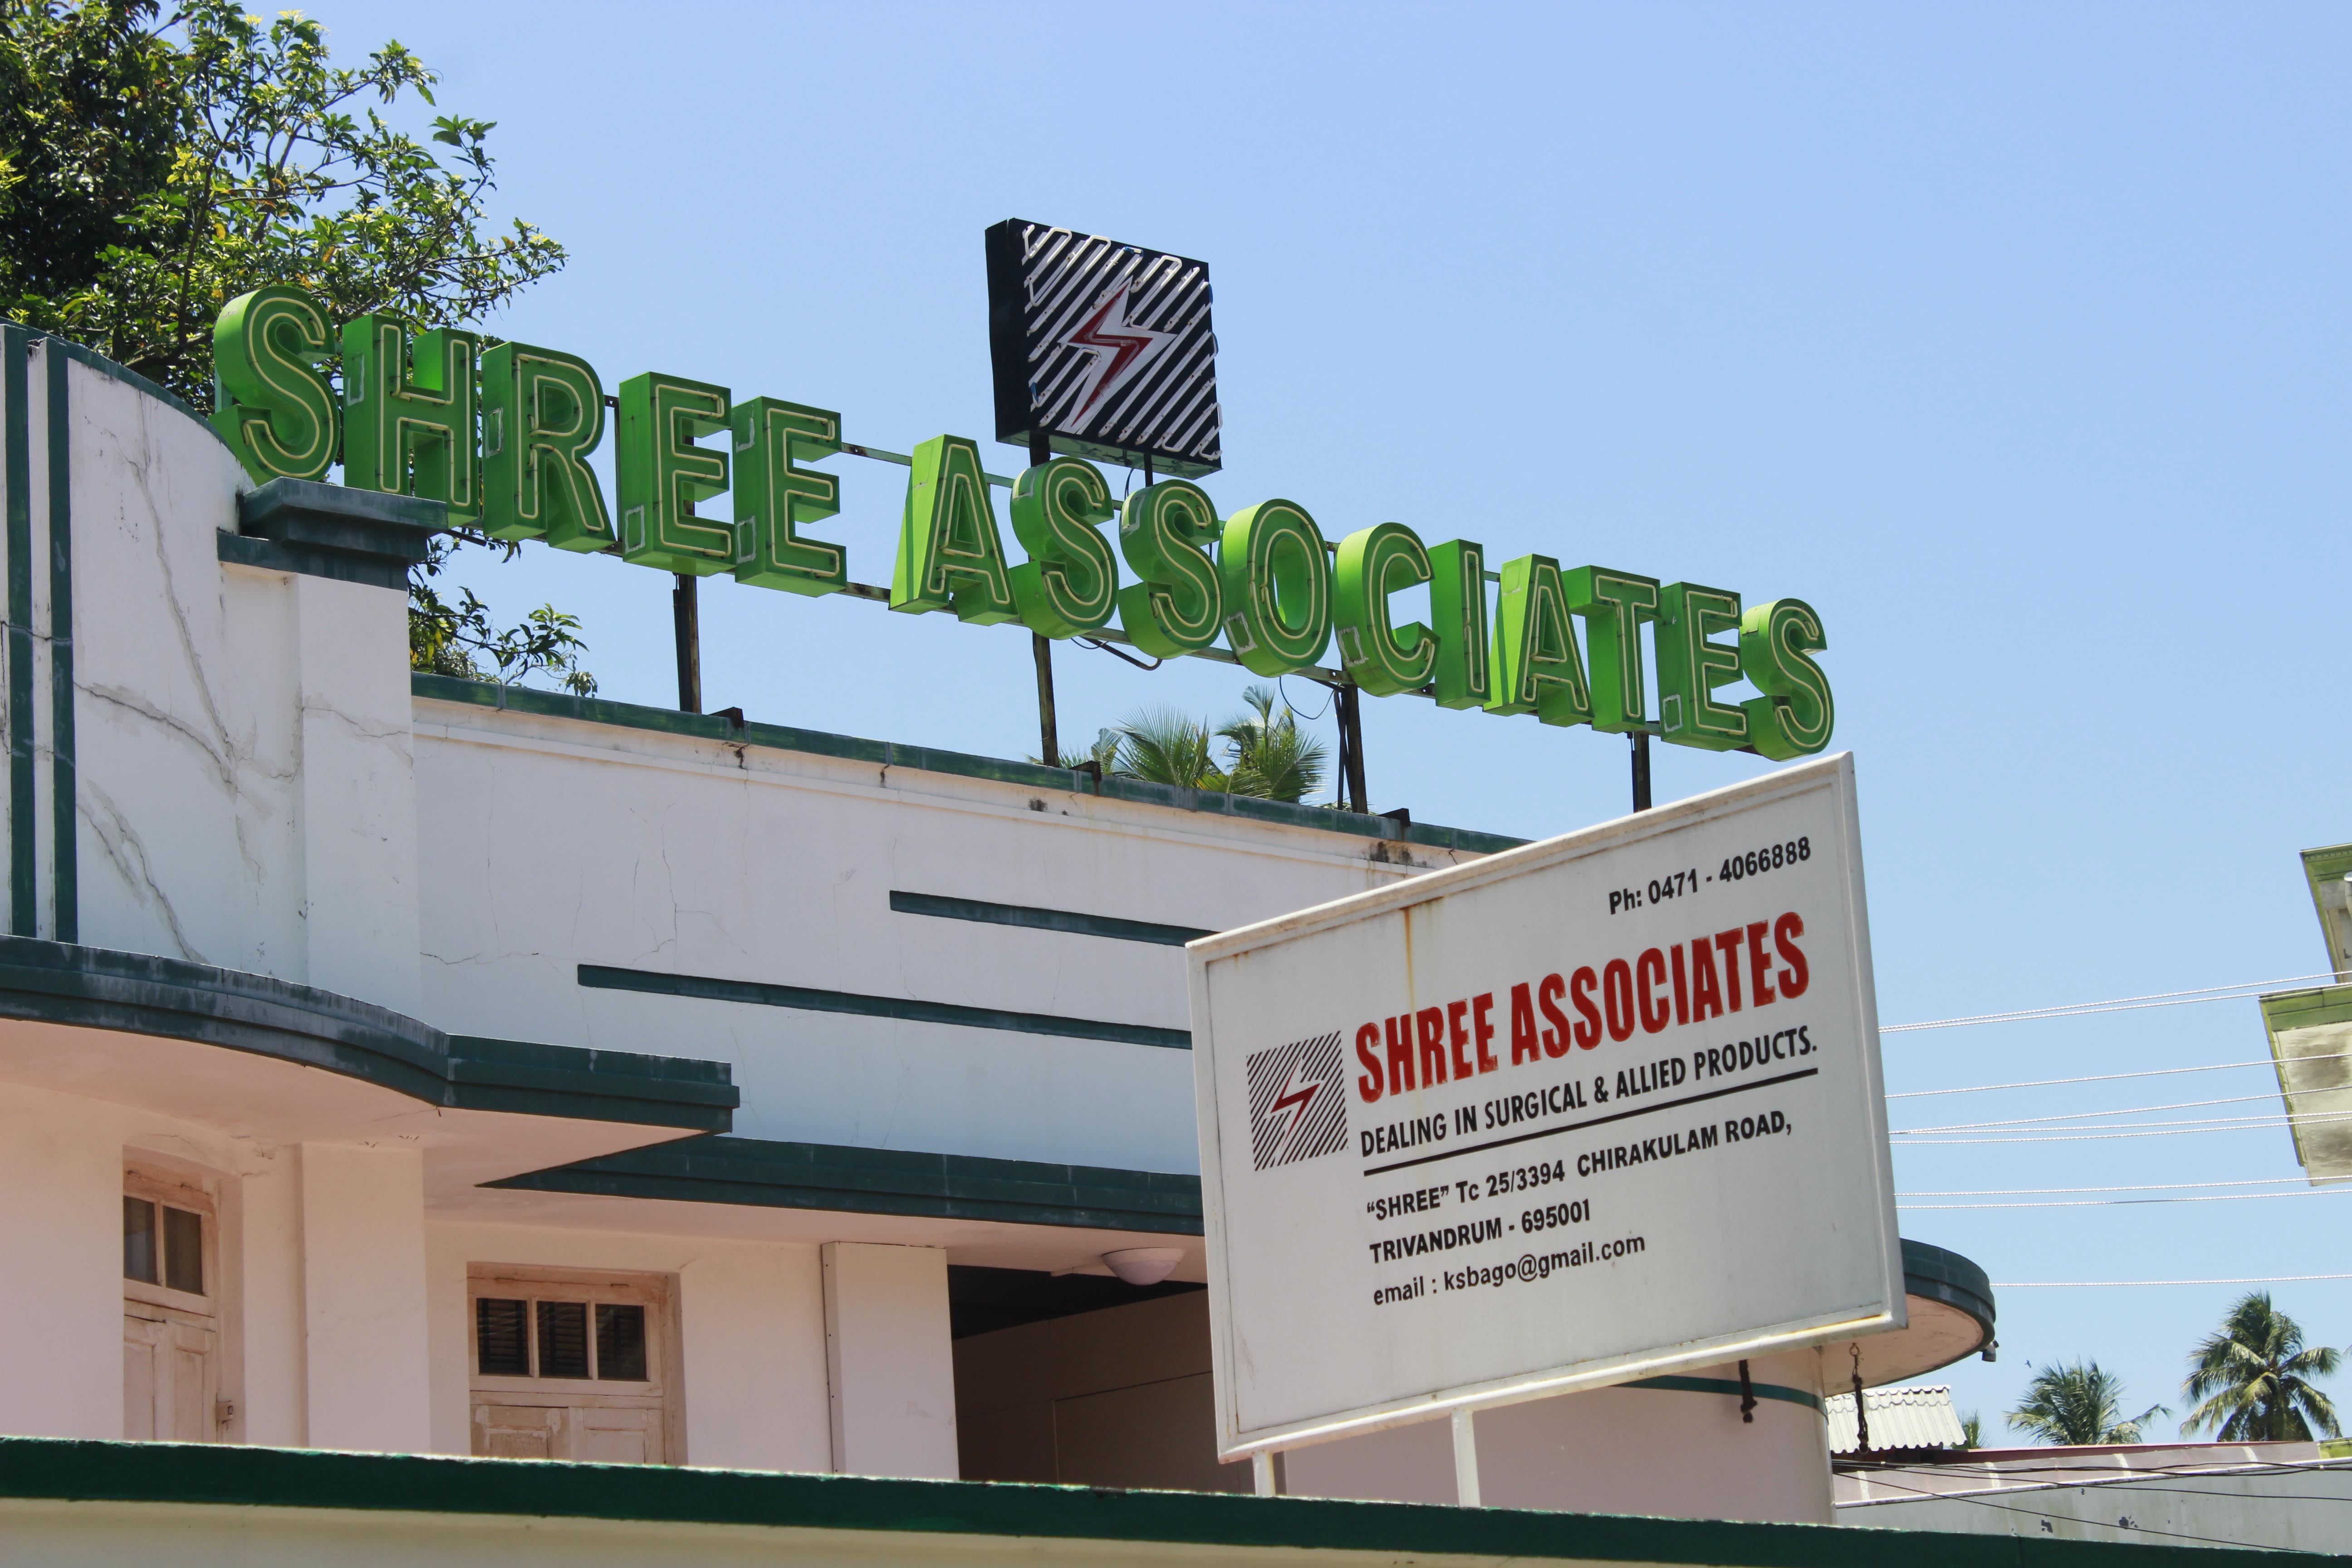 SHREE ASSOCIATES
Ph: 0471 - 4066888
SHREE ASSOCIATES
DEALING IN SURGICAL & ALLIED PRODUCTS.
“SHREE” Tc 25/3394 CHIRAKULAM ROAD,
TRIVANDRUM - 695001
email : ksbago@gmail.com